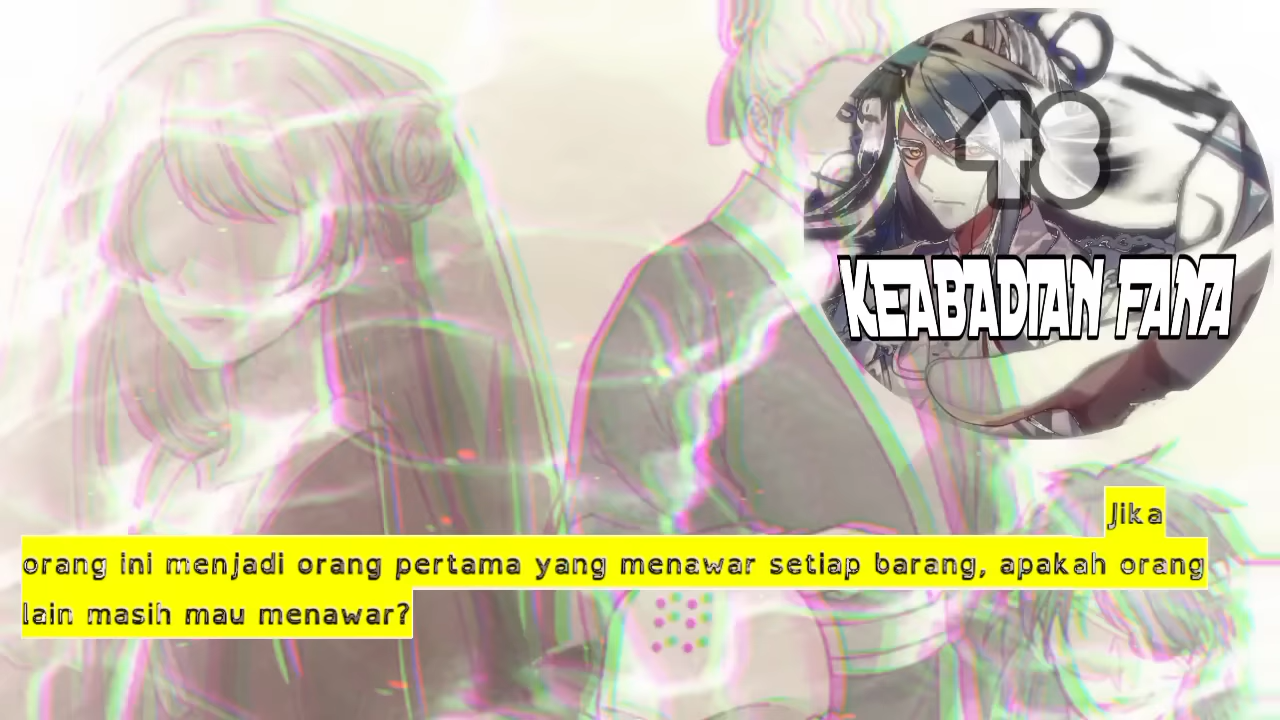 48
KEABADIAN FANA
Jika
orang ini menjadi orang pertama yang menawar setiap barang, apakah orang
lain masih mau menawar?